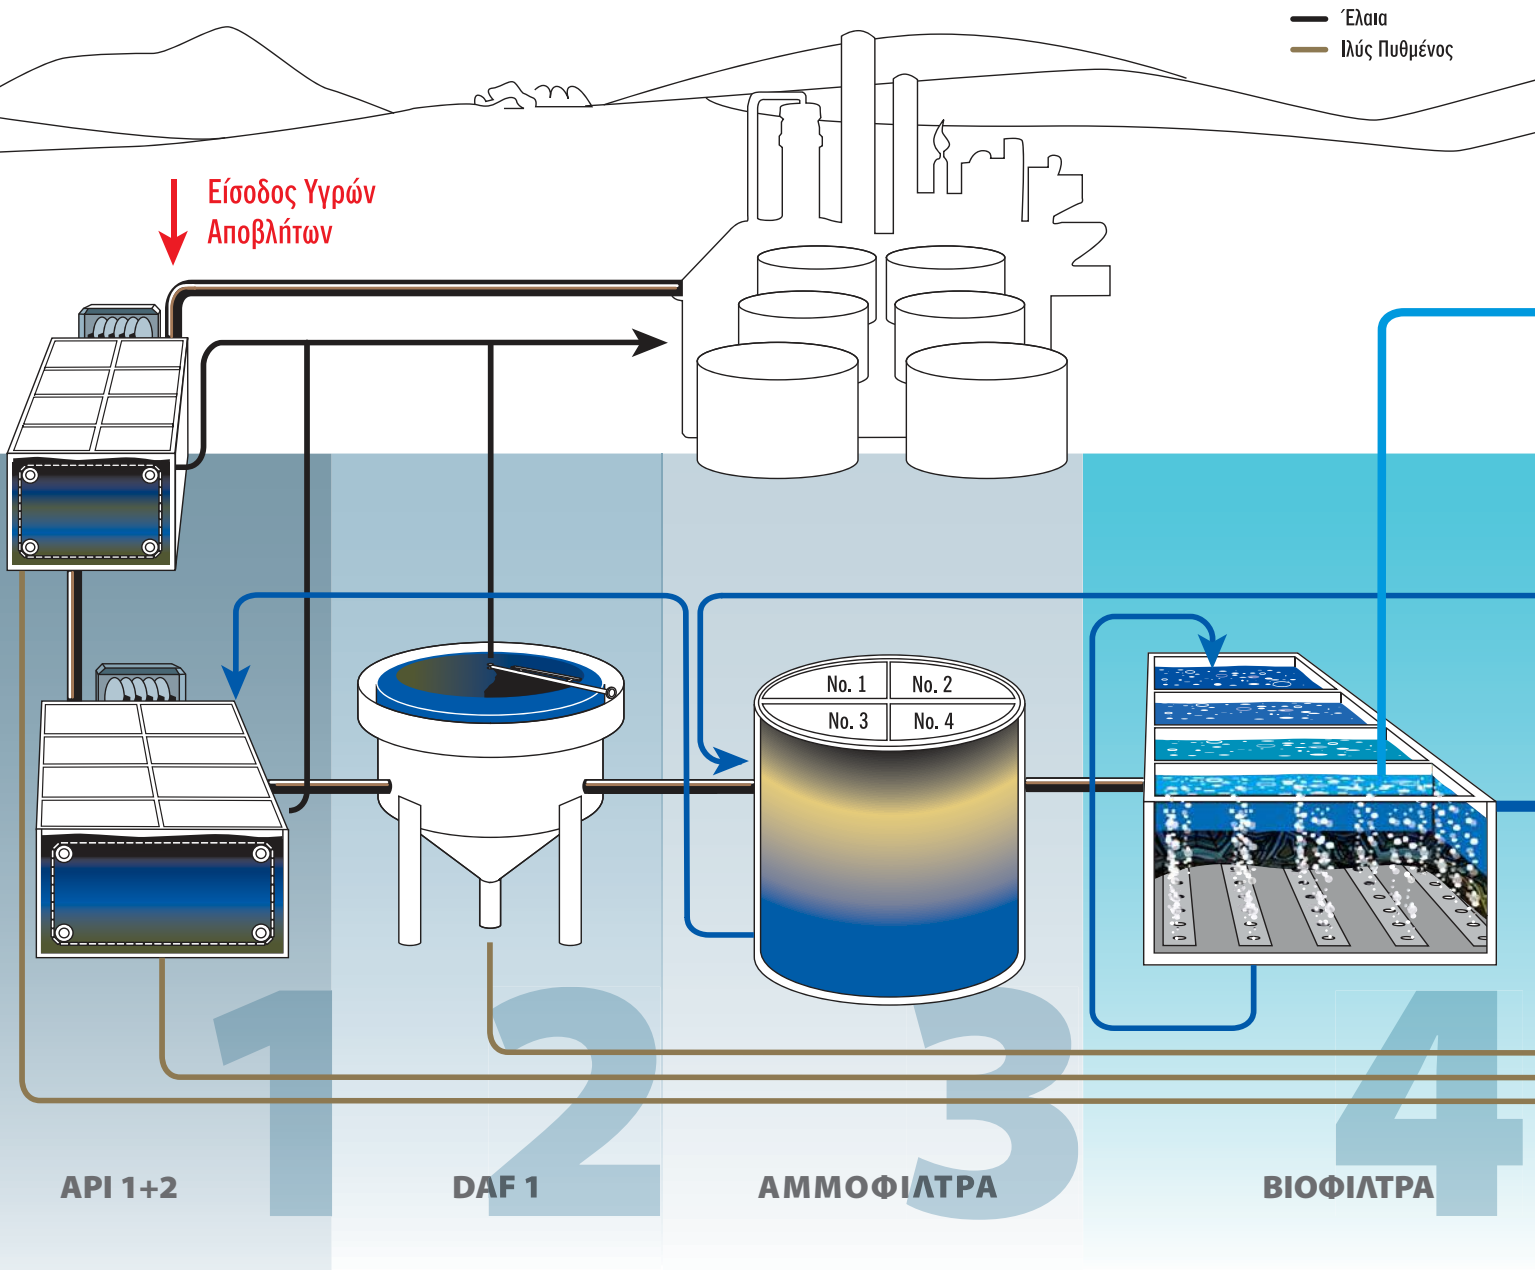 Έλαια
Ιλύς Πυθμένος
Είσοδος Υγρών
Αποβλήτων
No. 1
No. 2
No. 3
No. 4
1
2
3
4
API 1+2
DAF 1
ΑΜΜΟΦΙΛΤΡΑ
ΒΙΟΦΙΛΤΡΑ